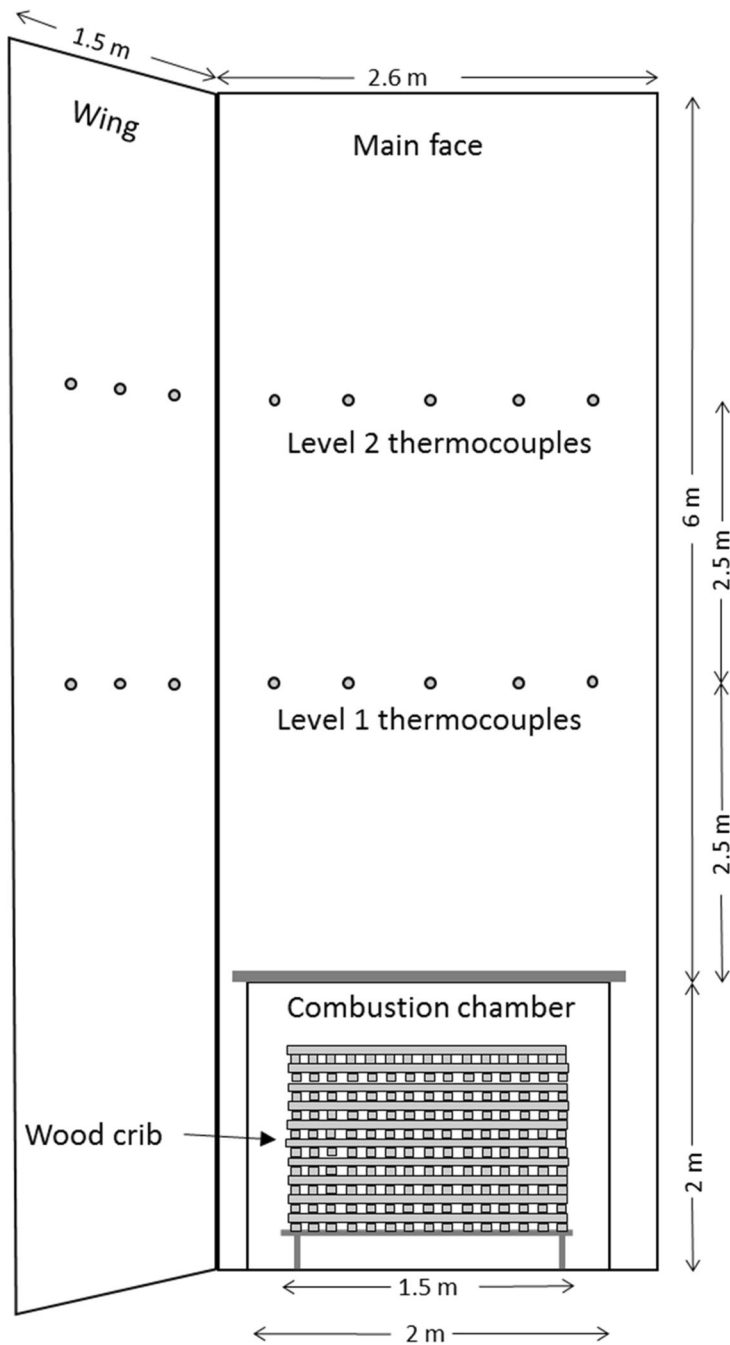 1.5 m
2.6 m
Wing
Main face
Level 2 thermocouples
6 m
2.5 m
Level 1 thermocouples
2.5 m
Combustion chamber
Wood crib
2 m
1.5 m
2 m